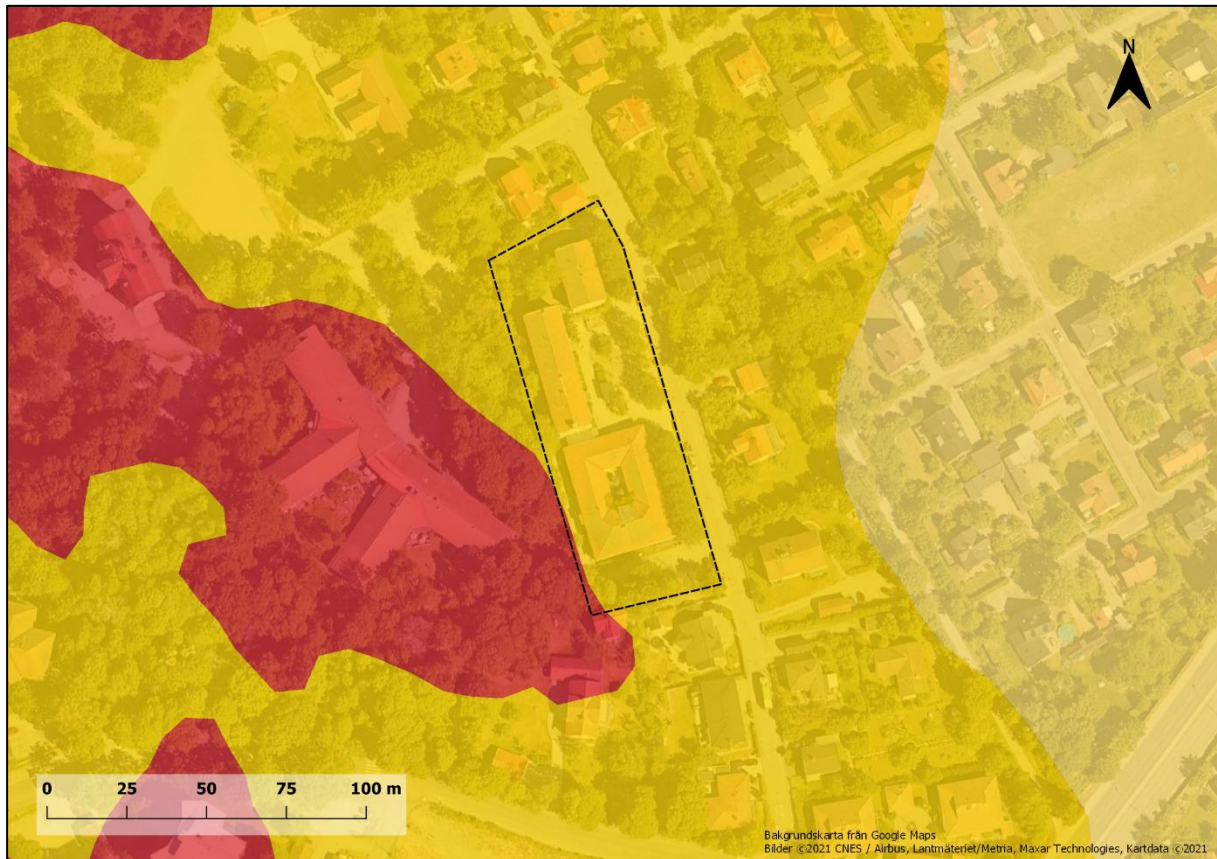 N
0 25 50 75 100 m
Bakgrundskarta från Google Maps
Bilder ©2021 CNES / Airbus, Lantmäteriet/Metria, Maxar Technologies, Kartdata ©2021